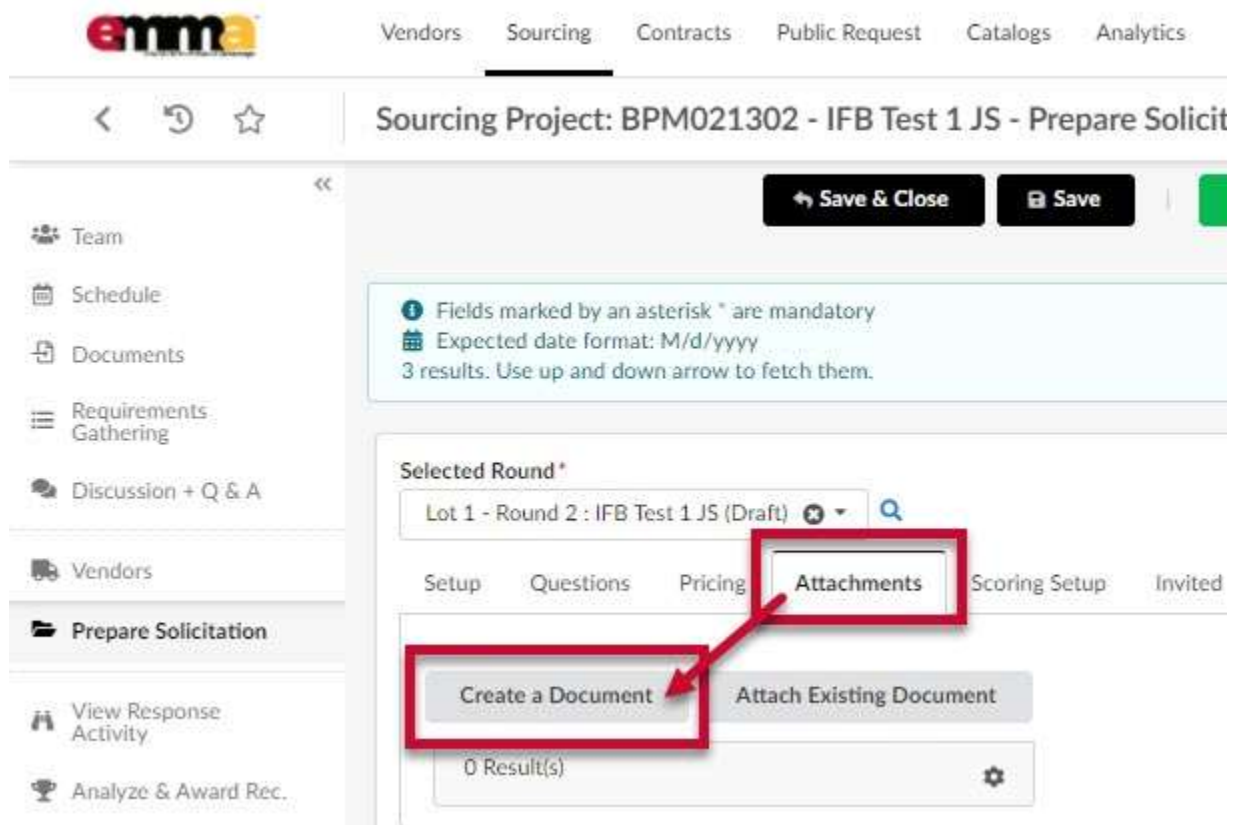 emma
Vendors Sourcing Contracts Public Request Catalogs Analytics
Sourcing Project: BPM021302 - IFB Test 1 JS - Prepare Solicit
Save & Close Save
Team
Schedule
Documents
Requirements
Gathering
Discussion + Q & A
Vendors
Prepare Solicitation
View Response
Activity
Analyze & Award Rec.
Fields marked by an asterisk * are mandatory
Expected date format: M/d/yyyy
3 results. Use up and down arrow to fetch them.
Selected Round*
Lot 1 - Round 2 : IFB Test 1 JS (Draft)
Setup Questions Pricing Attachments Scoring Setup Invited
Create a Document Attach Existing Document
0 Result(s)